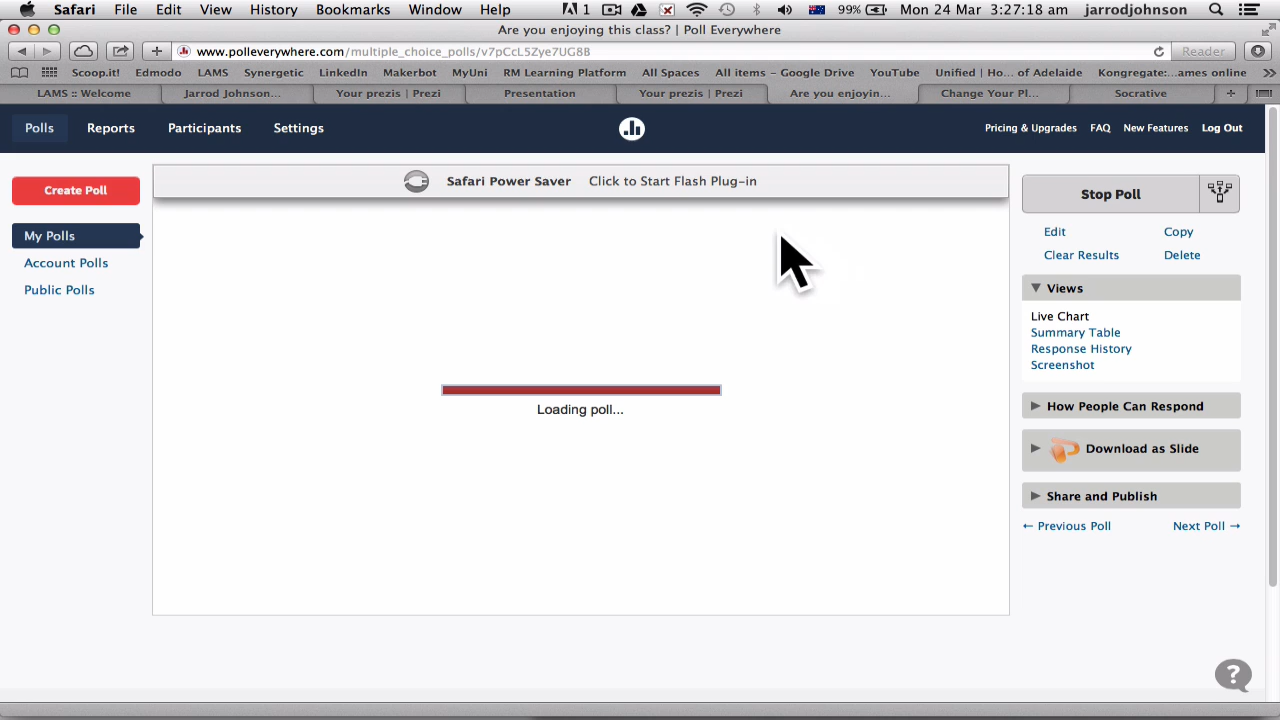 Safari File Edit View History Bookmarks Window Help 1 99% Mon 24 Mar 3:27:18 am jarrodjohnson
Are you enjoying this class? | Poll Everywhere
www.polleverywhere.com/multiple_choice_polls/v7pCcL5Zye7UG8B Reader
Scoop.it! Edmodo LAMS Synergetic LinkedIn Makerbot MyUni RM Learning Platform All Spaces All items – Google Drive YouTube Unified | Ho... of Adelaide Kongregate:...ames online
LAMS :: Welcome Jarrod Johnson... Your prezis | Prezi Presentation Your prezis | Prezi Are you enjoyin... Change Your Pl... Socrative
Polls Reports Participants Settings Pricing & Upgrades FAQ New Features Log Out
Safari Power Saver Click to Start Flash Plug-in
Create Poll
My Polls
Account Polls
Public Polls
Loading poll...
Stop Poll
Edit Copy
Clear Results Delete
Views
Live Chart
Summary Table
Response History
Screenshot
How People Can Respond
Download as Slide
Share and Publish
← Previous Poll Next Poll →
?